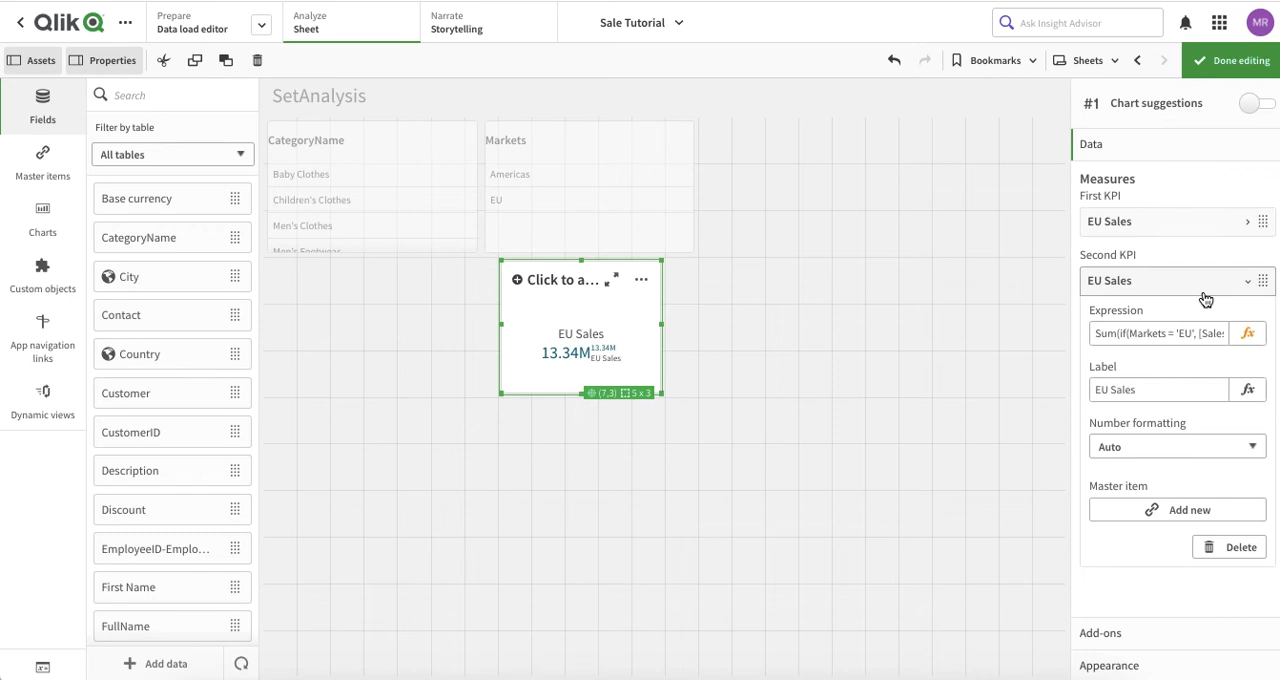 Qlik
Prepare
Data load editor
Analyze
Sheet
Narrate
Storytelling
Sale Tutorial
Ask Insight Advisor
MR
Assets
Properties
Bookmarks
Sheets
Done editing
Fields
Master items
Charts
Custom objects
App navigation
links
Dynamic views
Search
Filter by table
All tables
Base currency
CategoryName
City
Contact
Country
Customer
CustomerID
Description
Discount
EmployeeID-Emplo...
First Name
FullName
Add data
SetAnalysis
CategoryName
Baby Clothes
Children's Clothes
Men's Clothes
Men's Footwear
Markets
Americas
EU
Click to a...
EU Sales
13.34M
13.34M
EU Sales
(7,3) 5 x 3
#1 Chart suggestions
Data
Measures
First KPI
EU Sales
Second KPI
EU Sales
Expression
Sum(if(Markets = 'EU', [Sales
fx
Label
EU Sales
fx
Number formatting
Auto
Master item
Add new
Delete
Add-ons
Appearance